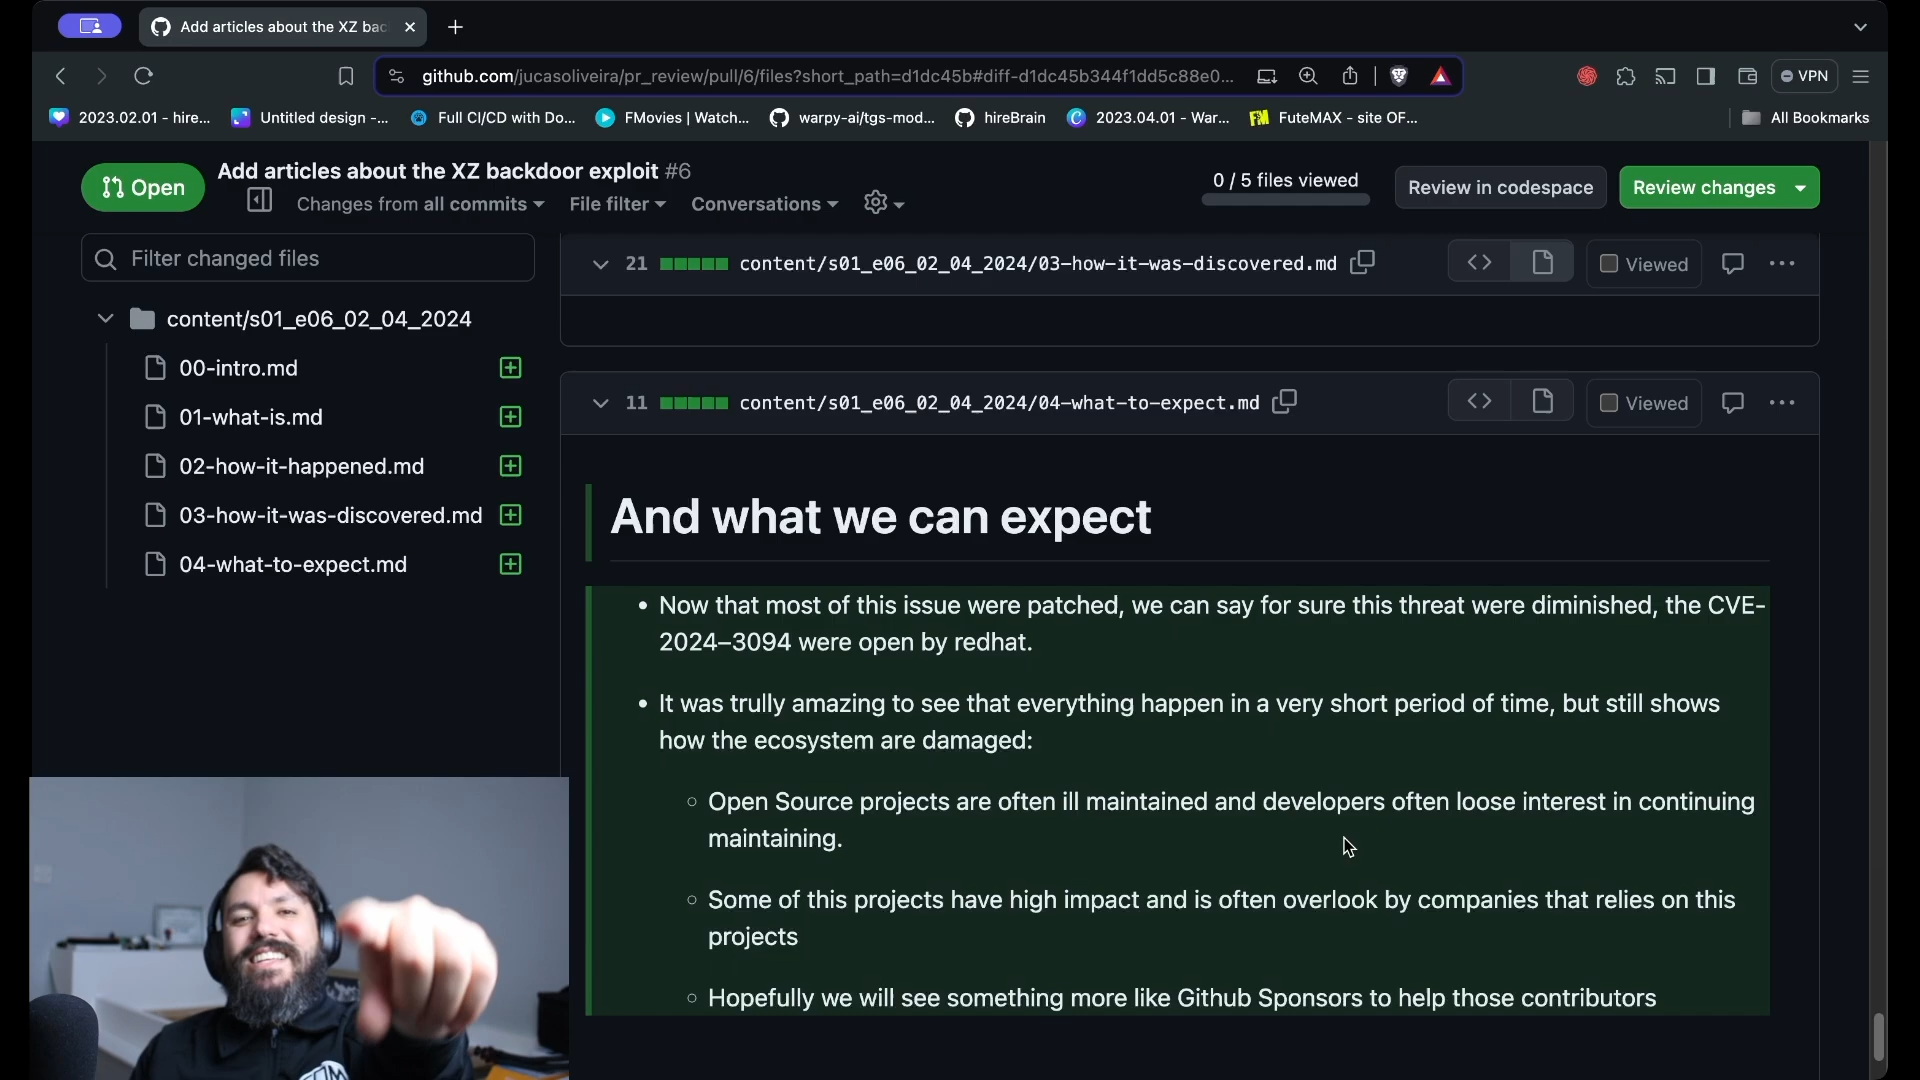 Add articles about the XZ bac
github.com/jucasoliveira/pr_review/pull/6/files?short_path=d1dc45b#diff-d1dc45b344f1dd5c88e0...
VPN
2023.02.01 - hire...
Untitled design -...
Full CI/CD with Do...
FMovies | Watch...
warpy-ai/tgs-mod...
hireBrain
2023.04.01 - War...
FuteMAX - site OF...
All Bookmarks
Open
Add articles about the XZ backdoor exploit #6
Changes from all commits
File filter
Conversations
0 / 5 files viewed
Review in codespace
Review changes
Filter changed files
content/s01_e06_02_04_2024
00-intro.md
01-what-is.md
02-how-it-happened.md
03-how-it-was-discovered.md
04-what-to-expect.md
21 content/s01_e06_02_04_2024/03-how-it-was-discovered.md
Viewed
11 content/s01_e06_02_04_2024/04-what-to-expect.md
Viewed
And what we can expect
• Now that most of this issue were patched, we can say for sure this threat were diminished, the CVE-
2024–3094 were open by redhat.
• It was trully amazing to see that everything happen in a very short period of time, but still shows
how the ecosystem are damaged:
◦ Open Source projects are often ill maintained and developers often loose interest in continuing
maintaining.
◦ Some of this projects have high impact and is often overlook by companies that relies on this
projects
◦ Hopefully we will see something more like Github Sponsors to help those contributors